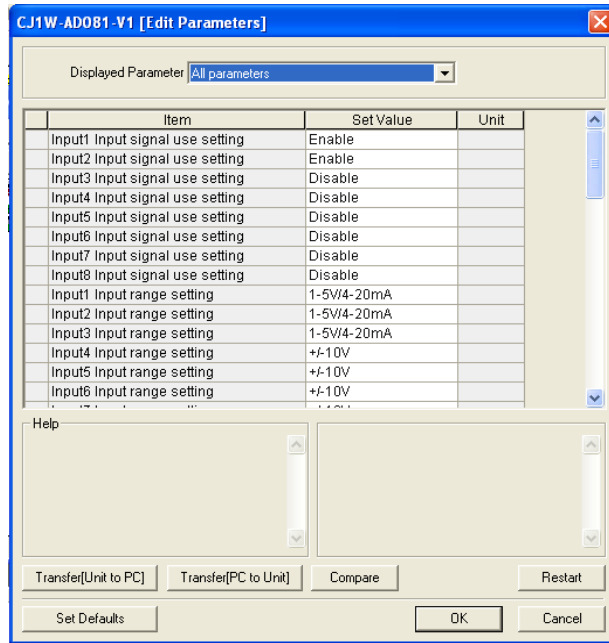 CJ1W-AD081-V1 [Edit Parameters]
Displayed Parameter All parameters
Item Set Value Unit
Input1 Input signal use setting Enable
Input2 Input signal use setting Enable
Input3 Input signal use setting Disable
Input4 Input signal use setting Disable
Input5 Input signal use setting Disable
Input6 Input signal use setting Disable
Input7 Input signal use setting Disable
Input8 Input signal use setting Disable
Input1 Input range setting 1-5V/4-20mA
Input2 Input range setting 1-5V/4-20mA
Input3 Input range setting 1-5V/4-20mA
Input4 Input range setting +/-10V
Input5 Input range setting +/-10V
Input6 Input range setting +/-10V
Help
Transfer[Unit to PC] Transfer[PC to Unit] Compare Restart
Set Defaults OK Cancel